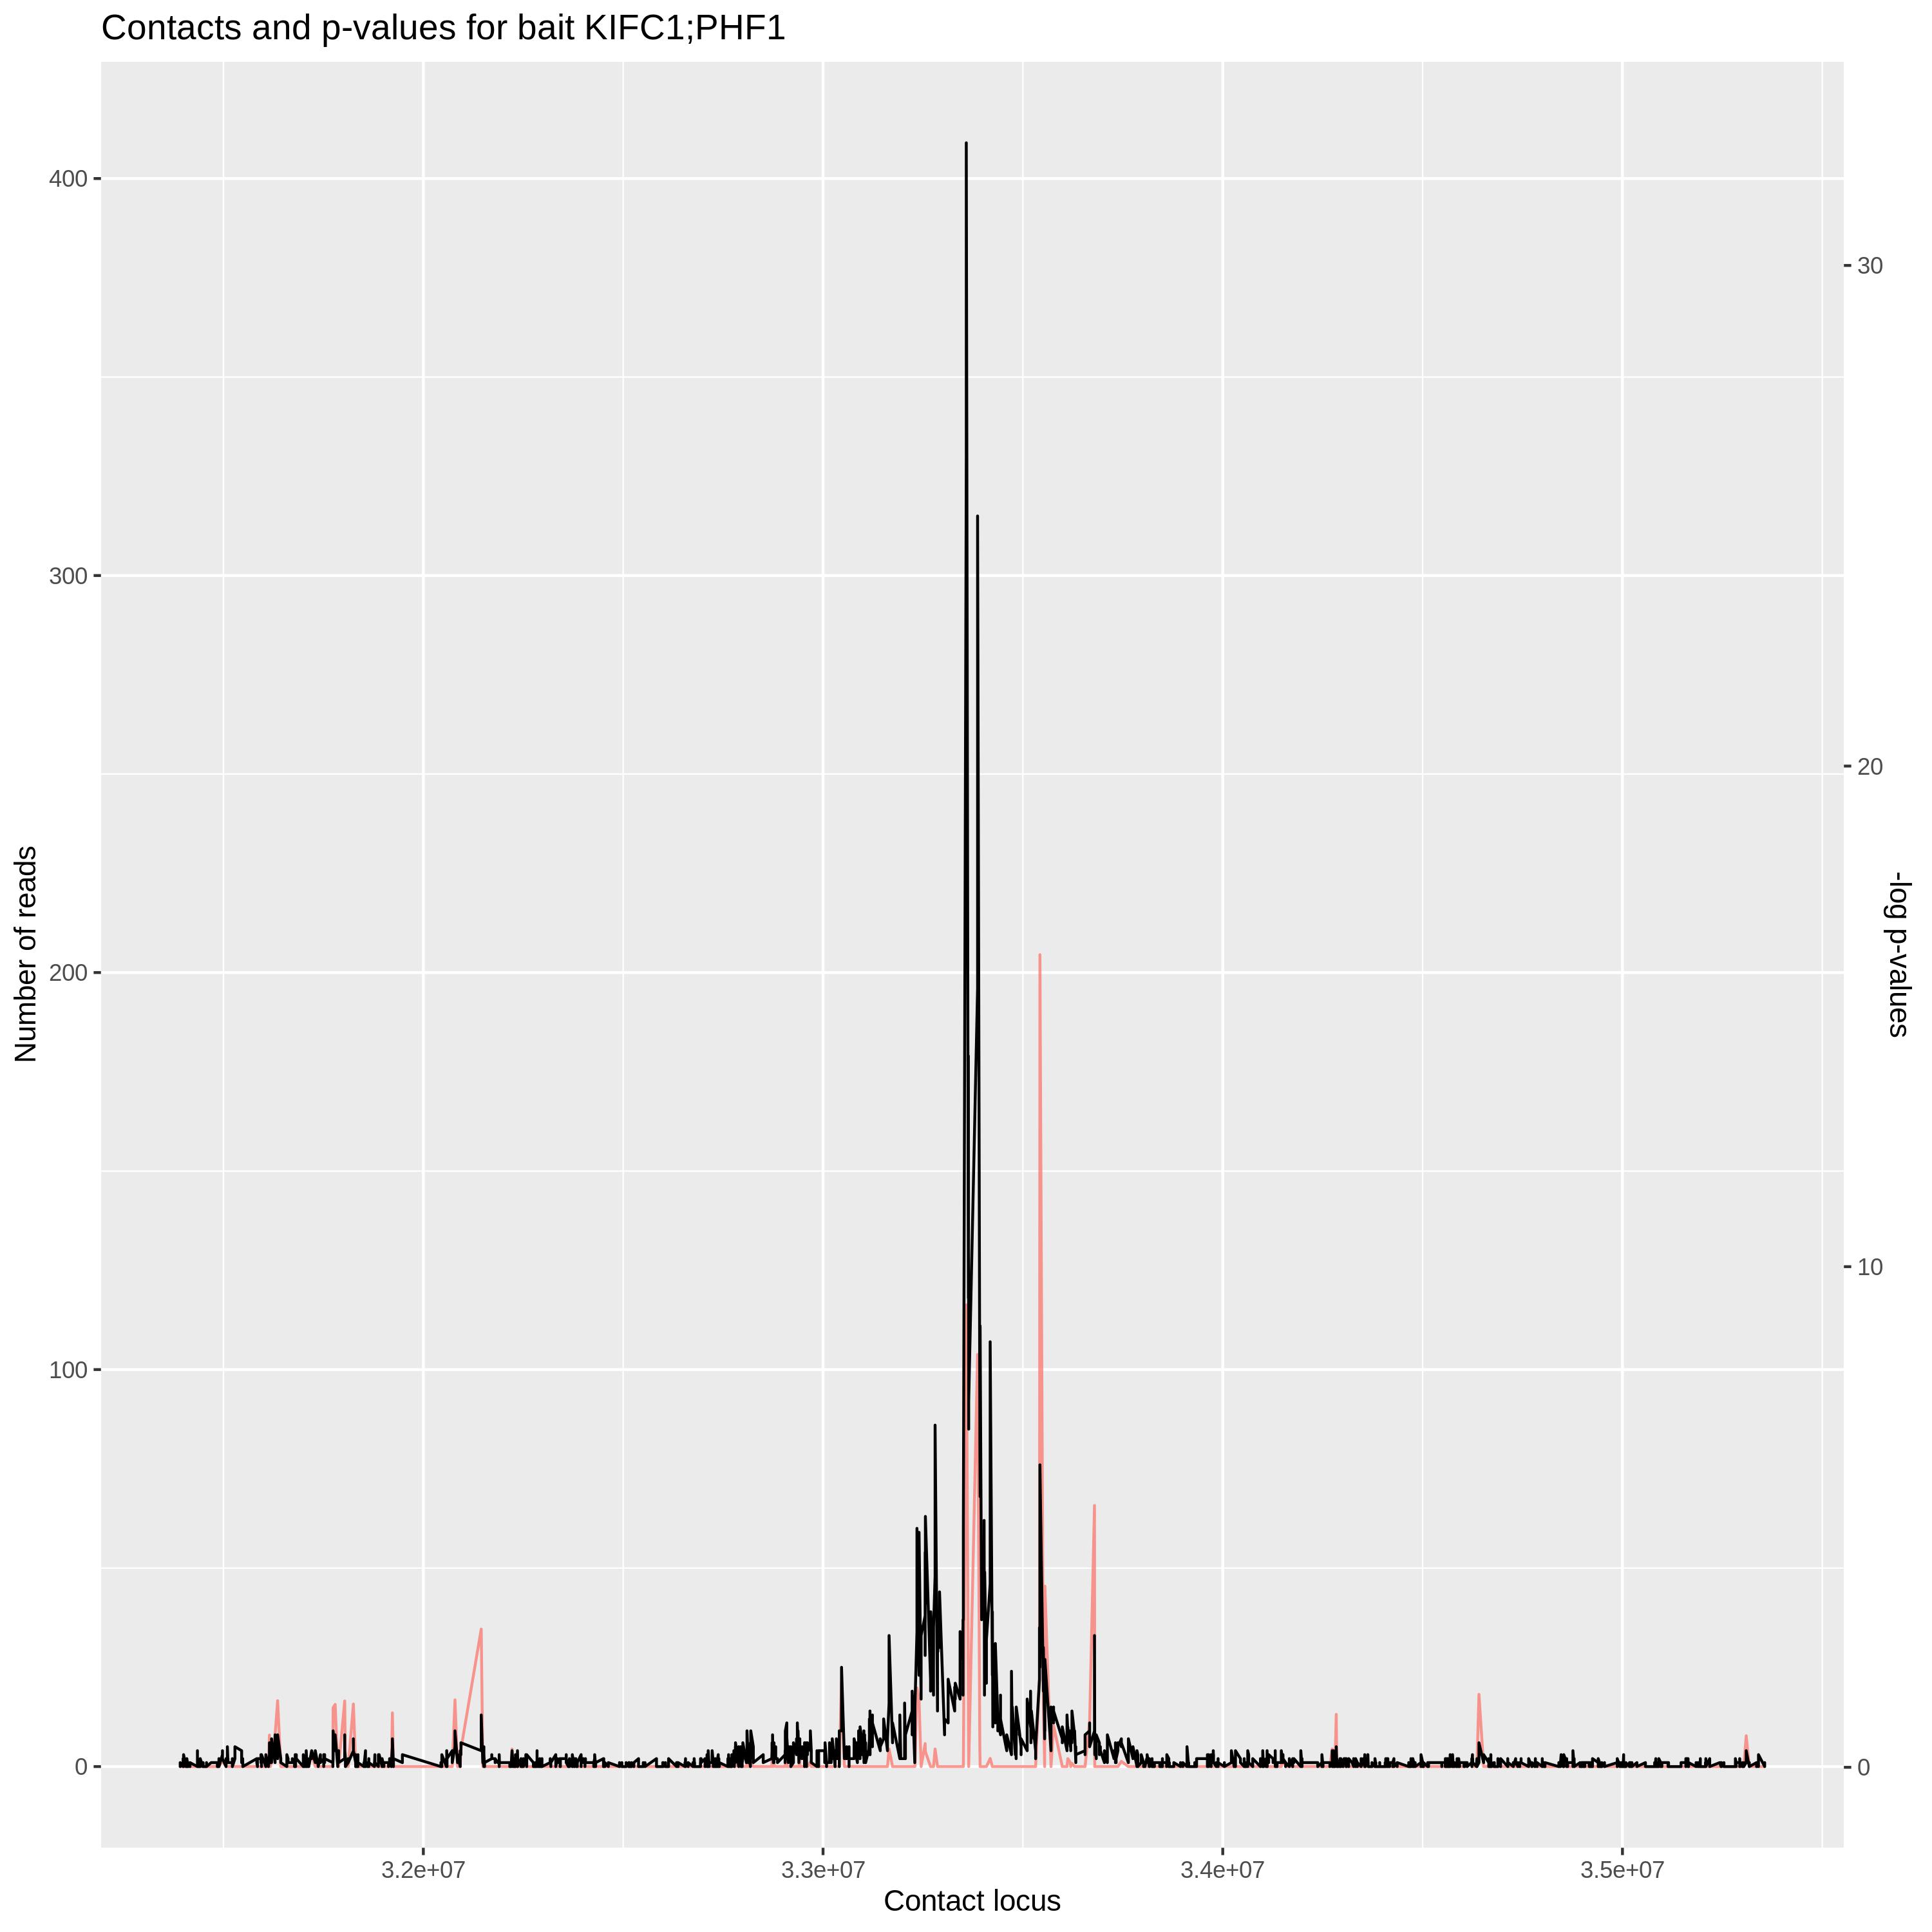 Contacts and p-values for bait KIFC1;PHF1
400
300
200
100
0
30
20
10
0
Number of reads
-log p-values
3.2e+07
3.3e+07
3.4e+07
3.5e+07
Contact locus